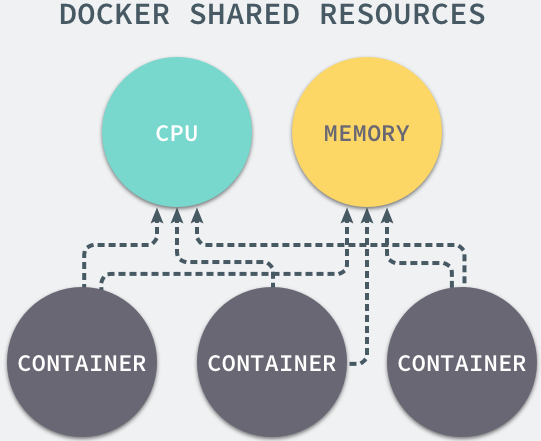 DOCKER SHARED RESOURCES
CPU
MEMORY
CONTAINER
CONTAINER
CONTAINER